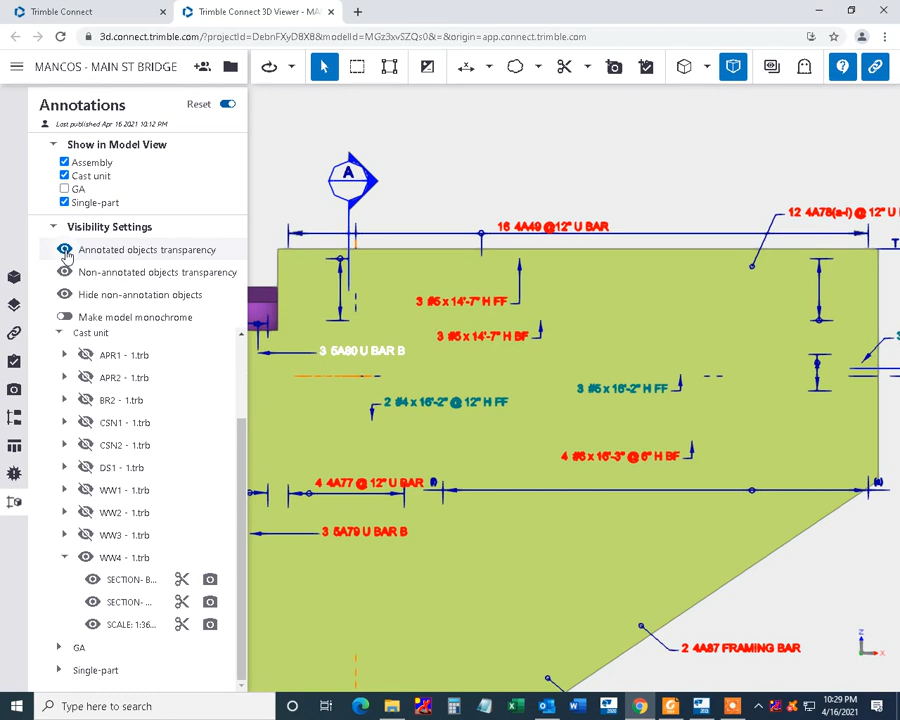 Trimble Connect
Trimble Connect 3D Viewer - MAI
3d.connect.trimble.com/?projectId=DebnFXyD8X8&modelId=MGz3xvSZQs0&=&origin=app.connect.trimble.com
MANCOS - MAIN ST BRIDGE
Annotations
Reset
Last published Apr 16 2021 10:12 PM
Show in Model View
Assembly
Cast unit
GA
Single-part
Visibility Settings
Annotated objects transparency
Non-annotated objects transparency
Hide non-annotation objects
Make model monochrome
Cast unit
APR1 - 1.trb
APR2 - 1.trb
BR2 - 1.trb
CSN1 - 1.trb
CSN2 - 1.trb
DS1 - 1.trb
WW1 - 1.trb
WW2 - 1.trb
WW3 - 1.trb
WW4 - 1.trb
SECTION- B...
SECTION- ...
SCALE: 1:36...
GA
Single-part
A
16 4A49 @12" U BAR
12 4A78(a-l) @ 12" U
T
3 #5 x 14'-7" H FF
3 #5 x 14'-7" H BF
3 5A80 U BAR B
3 #5 x 16'-2" H FF
2 #4 x 16'-2" @ 12" H FF
4 #6 x 16'-3" @ 6" H BF
4 4A77 @ 12" U BAR
3 5A79 U BAR B
2 4A87 FRAMING BAR
Z
X
Type here to search
10:29 PM
4/16/2021